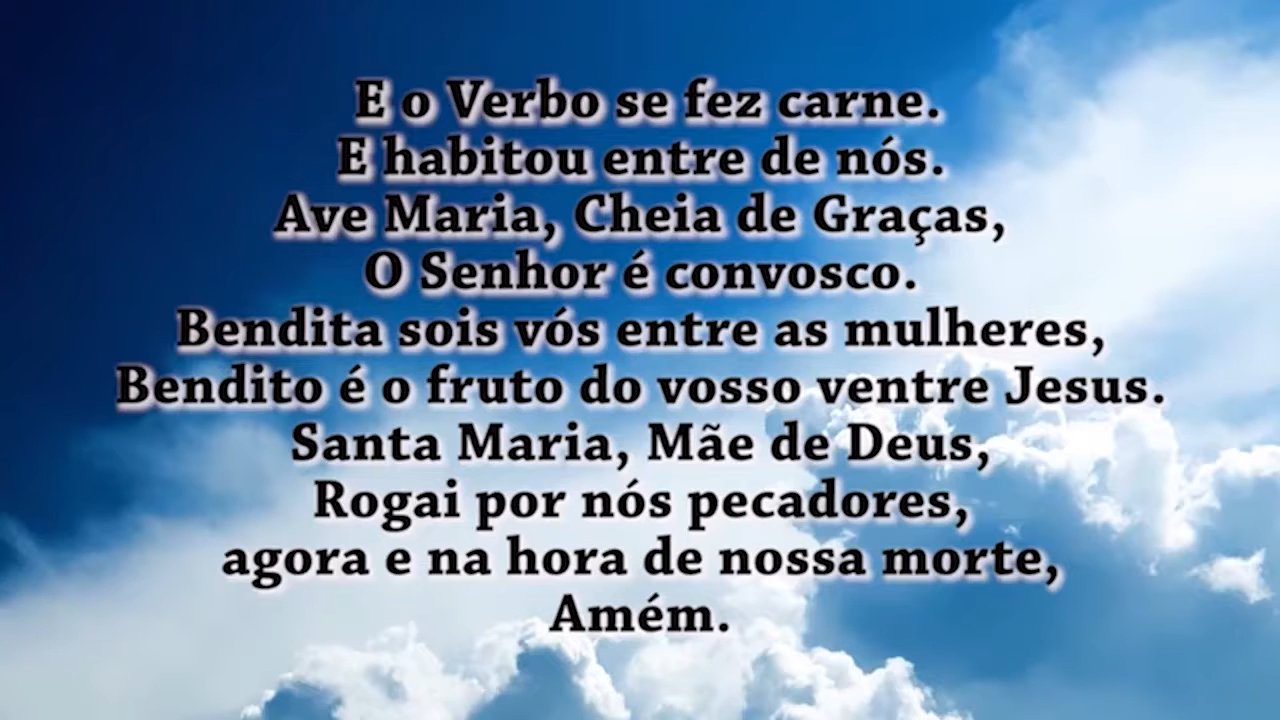 E o Verbo se fez carne.
E habitou entre de nós.
Ave Maria, Cheia de Graças,
O Senhor é convosco.
Bendita sois vós entre as mulheres,
Bendito é o fruto do vosso ventre Jesus.
Santa Maria, Mãe de Deus,
Rogai por nós pecadores,
agora e na hora de nossa morte,
Amém.